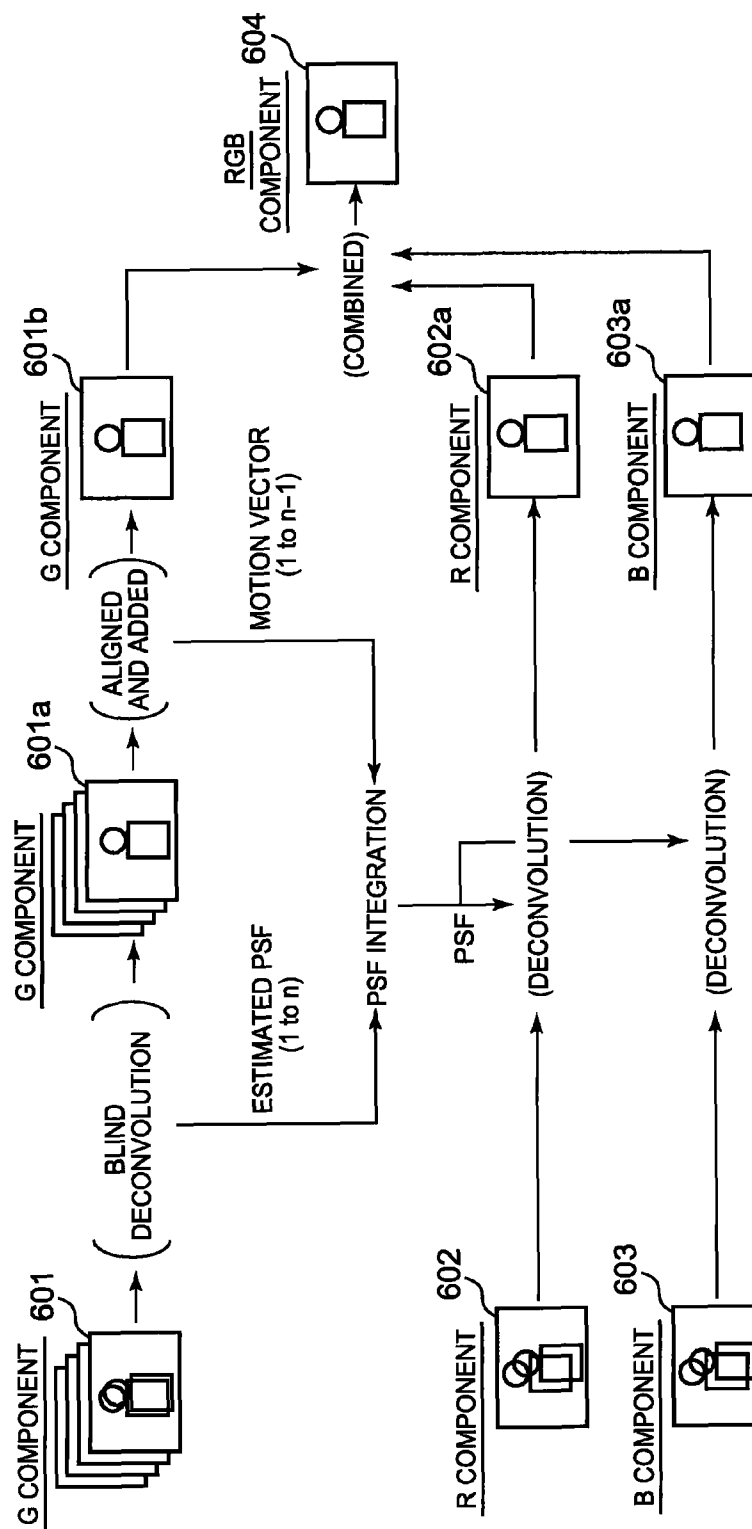 G COMPONENT
601
BLIND
DECONVOLUTION
G COMPONENT
601a
ALIGNED
AND ADDED
G COMPONENT
601b
ESTIMATED PSF
(1 to n)
MOTION VECTOR
(1 to n–1)
PSF INTEGRATION
PSF
(COMBINED)
RGB
COMPONENT
604
R COMPONENT
602
(DECONVOLUTION)
R COMPONENT
602a
B COMPONENT
603
(DECONVOLUTION)
B COMPONENT
603a